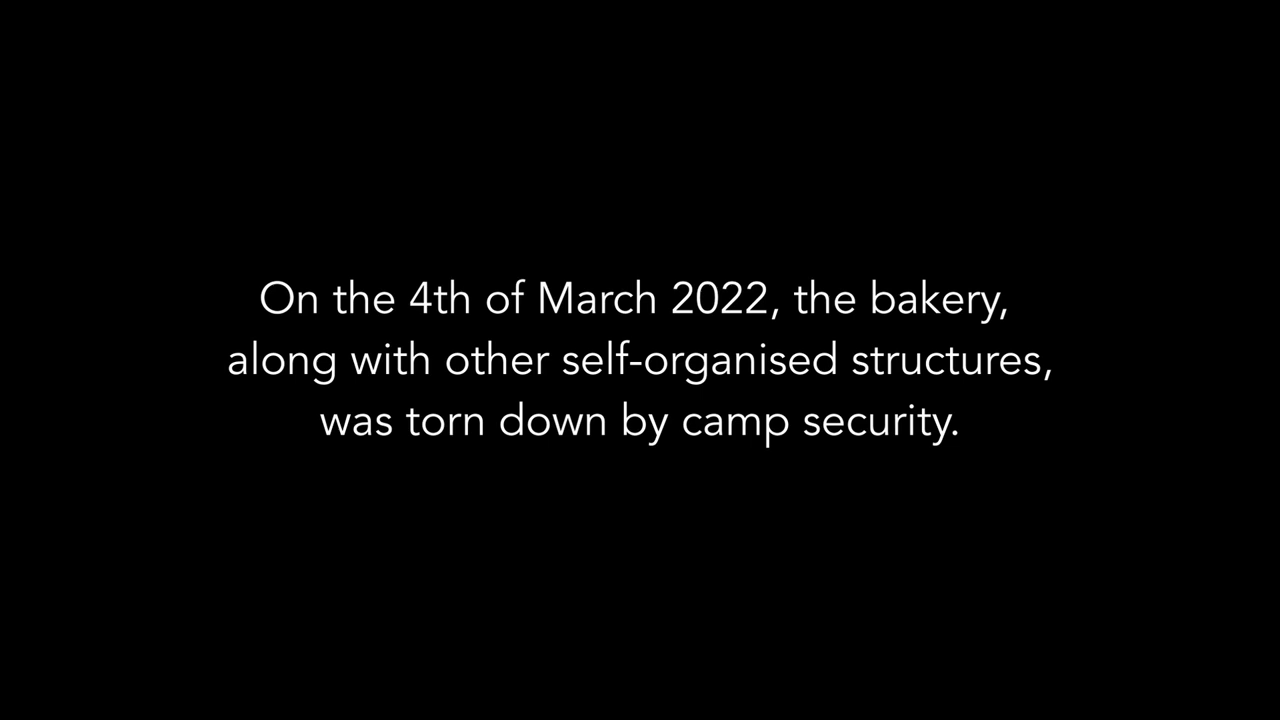 On the 4th of March 2022, the bakery,
along with other self-organised structures,
was torn down by camp security.